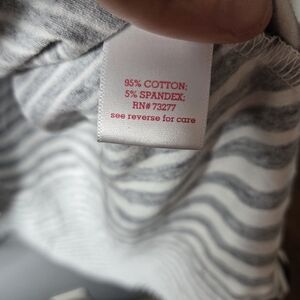 95% COTTON;
5% SPANDEX;
RN# 73277
see reverse for care